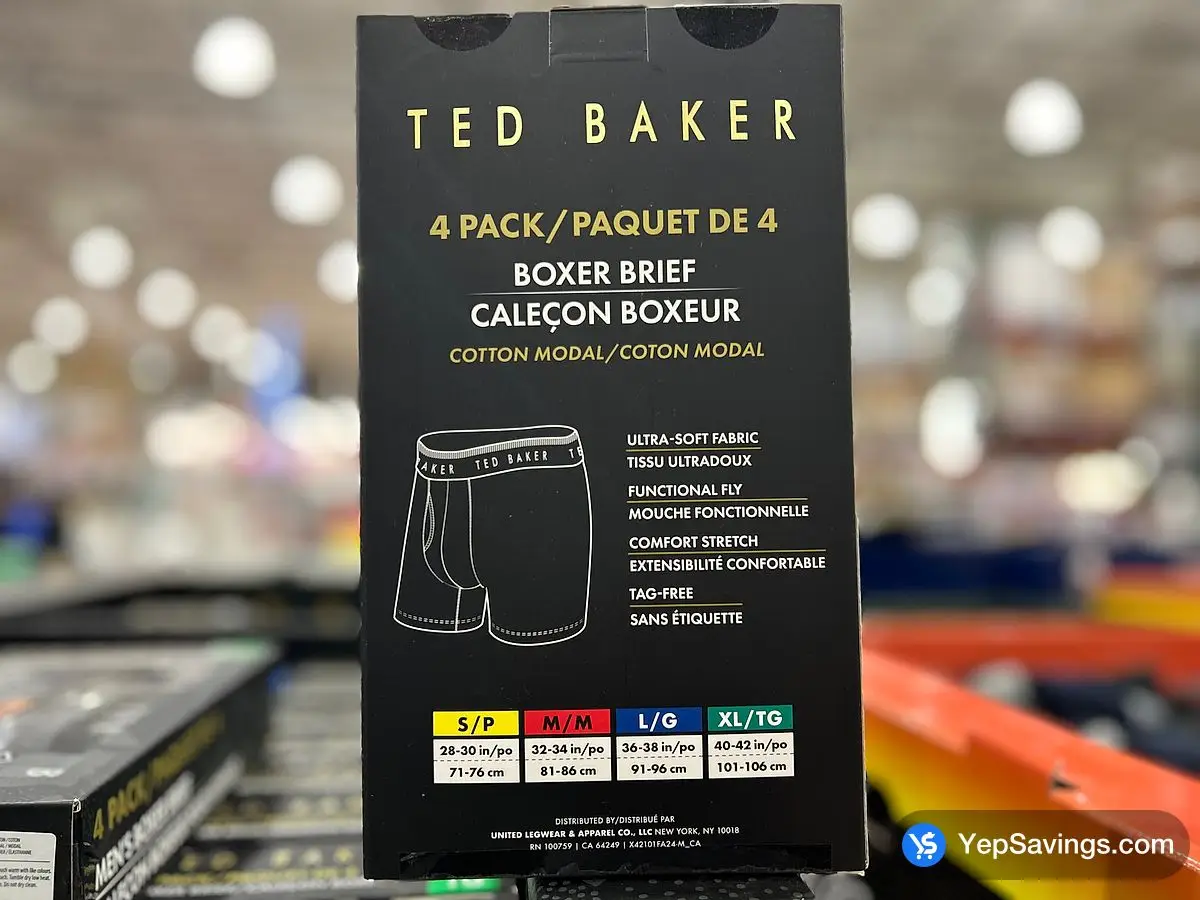 TED BAKER
4 PACK/PAQUET DE 4
BOXER BRIEF
CALEÇON BOXEUR
COTTON MODAL/COTON MODAL
AKER TED BAKER TE
ULTRA-SOFT FABRIC
TISSU ULTRADOUX
FUNCTIONAL FLY
MOUCHE FONCTIONNELLE
COMFORT STRETCH
EXTENSIBILITÉ CONFORTABLE
TAG-FREE
SANS ÉTIQUETTE
S/P M/M L/G XL/TG
28-30 in/po 32-34 in/po 36-38 in/po 40-42 in/po
71-76 cm 81-86 cm 91-96 cm 101-106 cm
DISTRIBUTED BY/DISTRIBUÉ PAR
UNITED LEGWEAR & APPAREL CO., LLC NEW YORK, NY 10018
RN 100759 | CA 64249 | X42101FA24-M_CA
4 PACK/
MEN'S BOXER
YepSavings.com